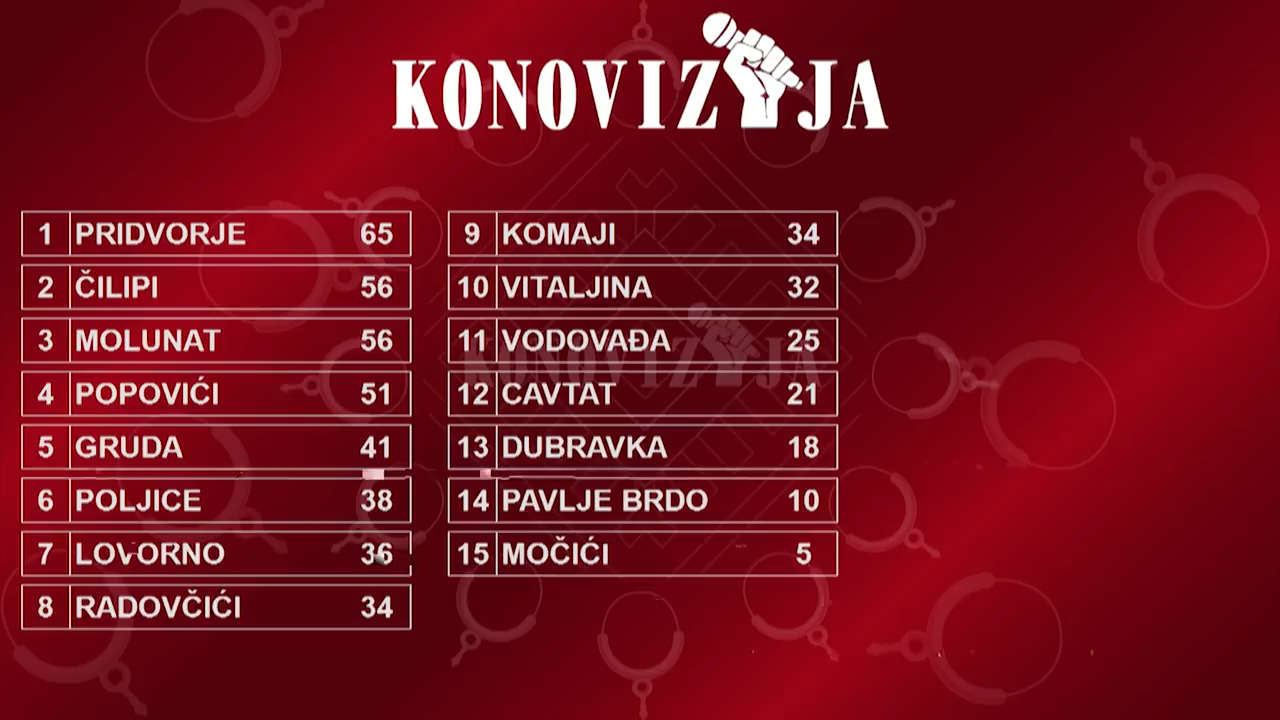 KONOVIZIJA
1 PRIDVORJE 65
2 ČILIPI 56
3 MOLUNAT 56
4 POPOVIĆI 51
5 GRUDA 41
6 POLJICE 38
7 LOVORNO 36
8 RADOVČIĆI 34
9 KOMAJI 34
10 VITALJINA 32
11 VODOVAĐA 25
12 CAVTAT 21
13 DUBRAVKA 18
14 PAVLJE BRDO 10
15 MOČIĆI 5
KONOVIZIJA